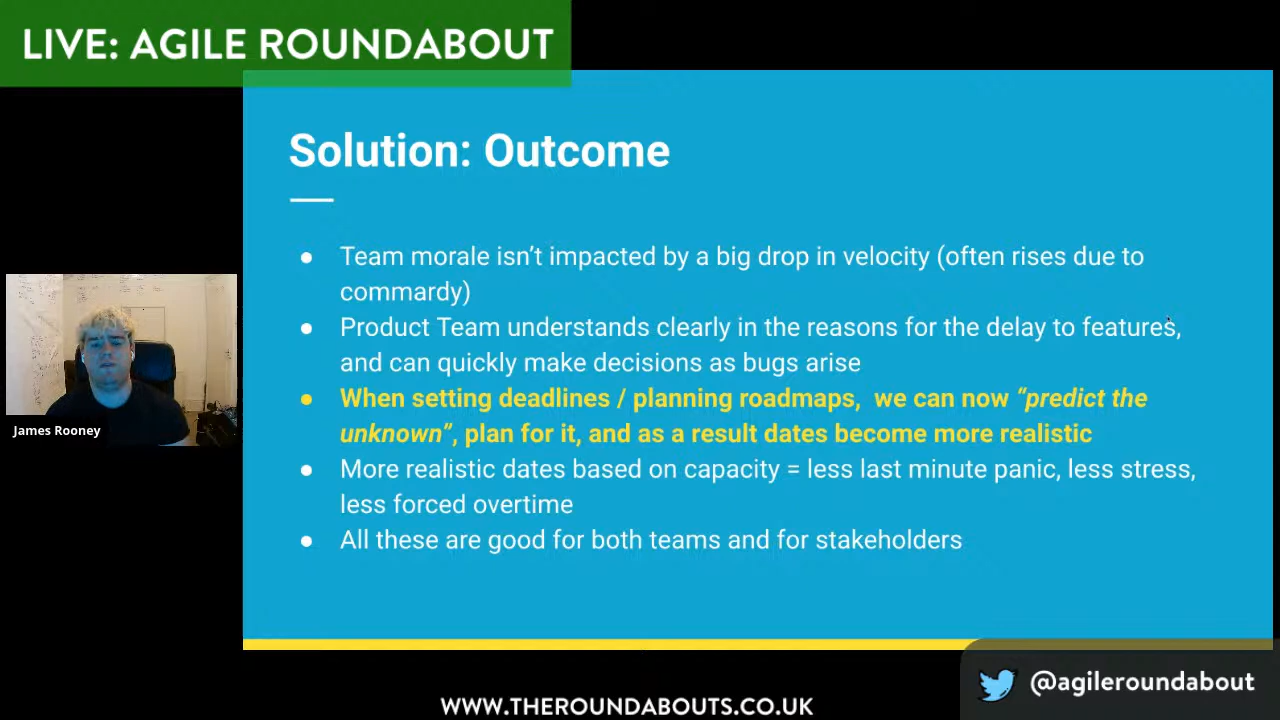 LIVE: AGILE ROUNDABOUT
Solution: Outcome
● Team morale isn't impacted by a big drop in velocity (often rises due to
commardy)
● Product Team understands clearly in the reasons for the delay to features,
and can quickly make decisions as bugs arise
● When setting deadlines / planning roadmaps, we can now “predict the
unknown”, plan for it, and as a result dates become more realistic
● More realistic dates based on capacity = less last minute panic, less stress,
less forced overtime
● All these are good for both teams and for stakeholders
James Rooney
@agileroundabout
WWW.THEROUNDABOUTS.CO.UK